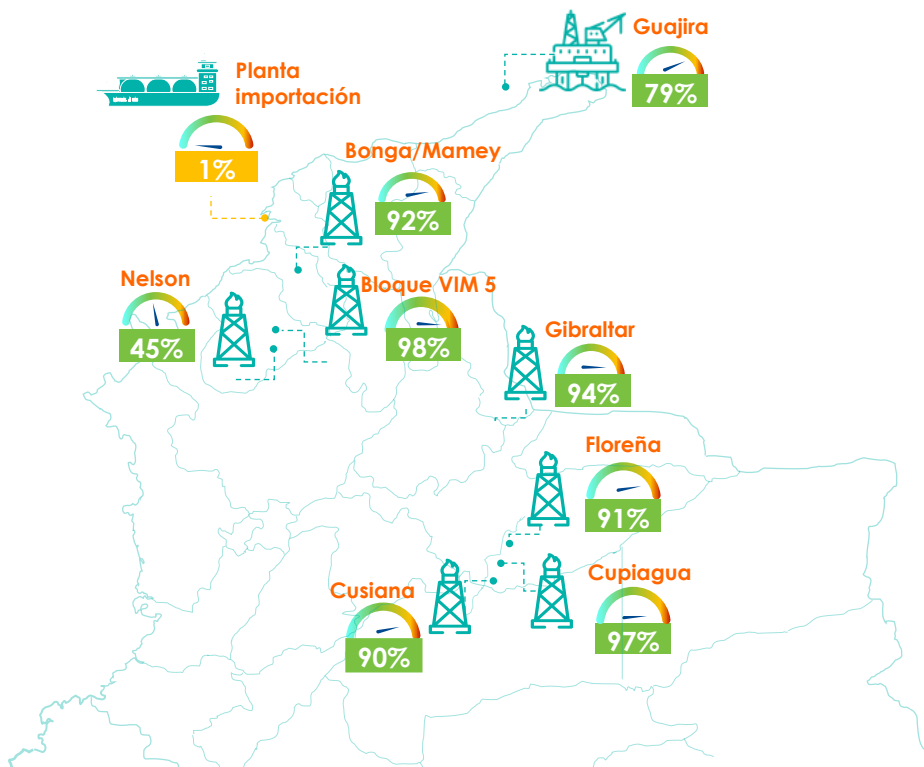 Guajira
79%
Planta
importación
1%
Bonga/Mamey
92%
Nelson
45%
Bloque VIM 5
98%
Gibraltar
94%
Floreña
91%
Cusiana
90%
Cupiagua
97%